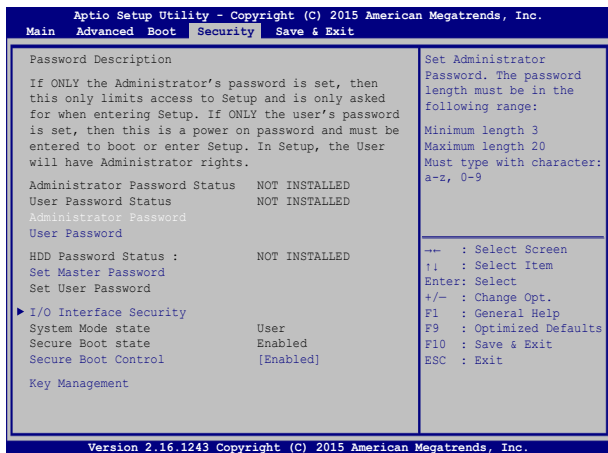 Aptio Setup Utility - Copyright (C) 2015 American Megatrends, Inc.
Main Advanced Boot Security Save & Exit
Password Description
If ONLY the Administrator's password is set, then
this only limits access to Setup and is only asked
for when entering Setup. If ONLY the user's password
is set, then this is a power on password and must be
entered to boot or enter Setup. In Setup, the User
will have Administrator rights.
Administrator Password Status NOT INSTALLED
User Password Status NOT INSTALLED
Administrator Password
User Password
HDD Password Status : NOT INSTALLED
Set Master Password
Set User Password
I/O Interface Security
System Mode state User
Secure Boot state Enabled
Secure Boot Control [Enabled]
Key Management
Set Administrator
Password. The password
length must be in the
following range:
Minimum length 3
Maximum length 20
Must type with character:
a-z, 0-9
→← : Select Screen
↑↓ : Select Item
Enter: Select
+/— : Change Opt.
F1 : General Help
F9 : Optimized Defaults
F10 : Save & Exit
ESC : Exit
Version 2.16.1243 Copyright (C) 2015 American Megatrends, Inc.